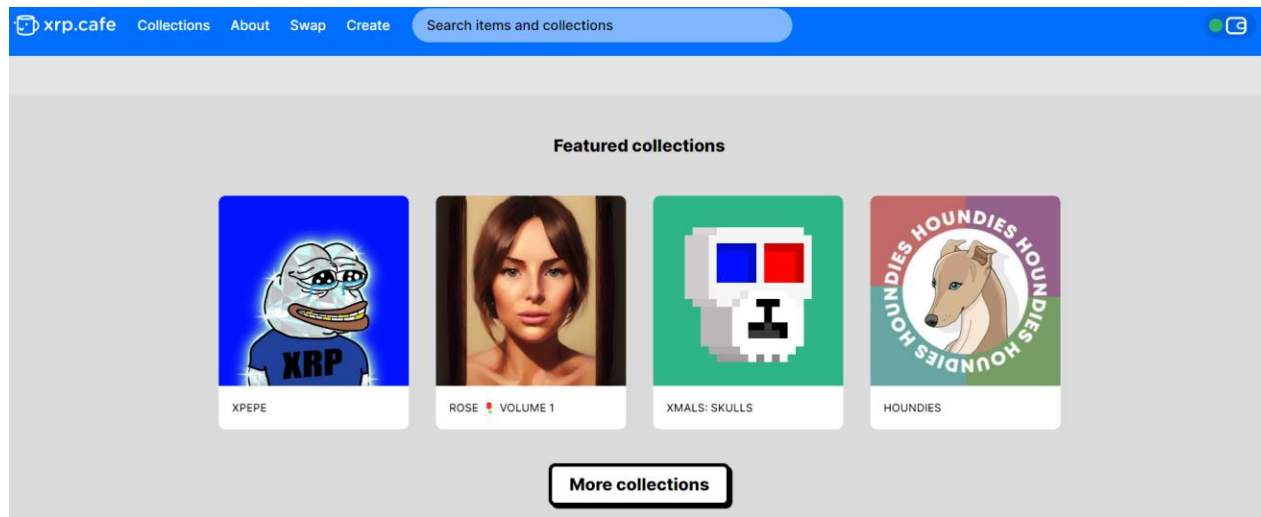 xrp.cafe Collections About Swap Create Search items and collections
Featured collections
XRP
HOUNDIES HOUNDIES HOUNDIES HOUNDIES
XPEPE
ROSE 🌹 VOLUME 1
XMALS: SKULLS
HOUNDIES
More collections